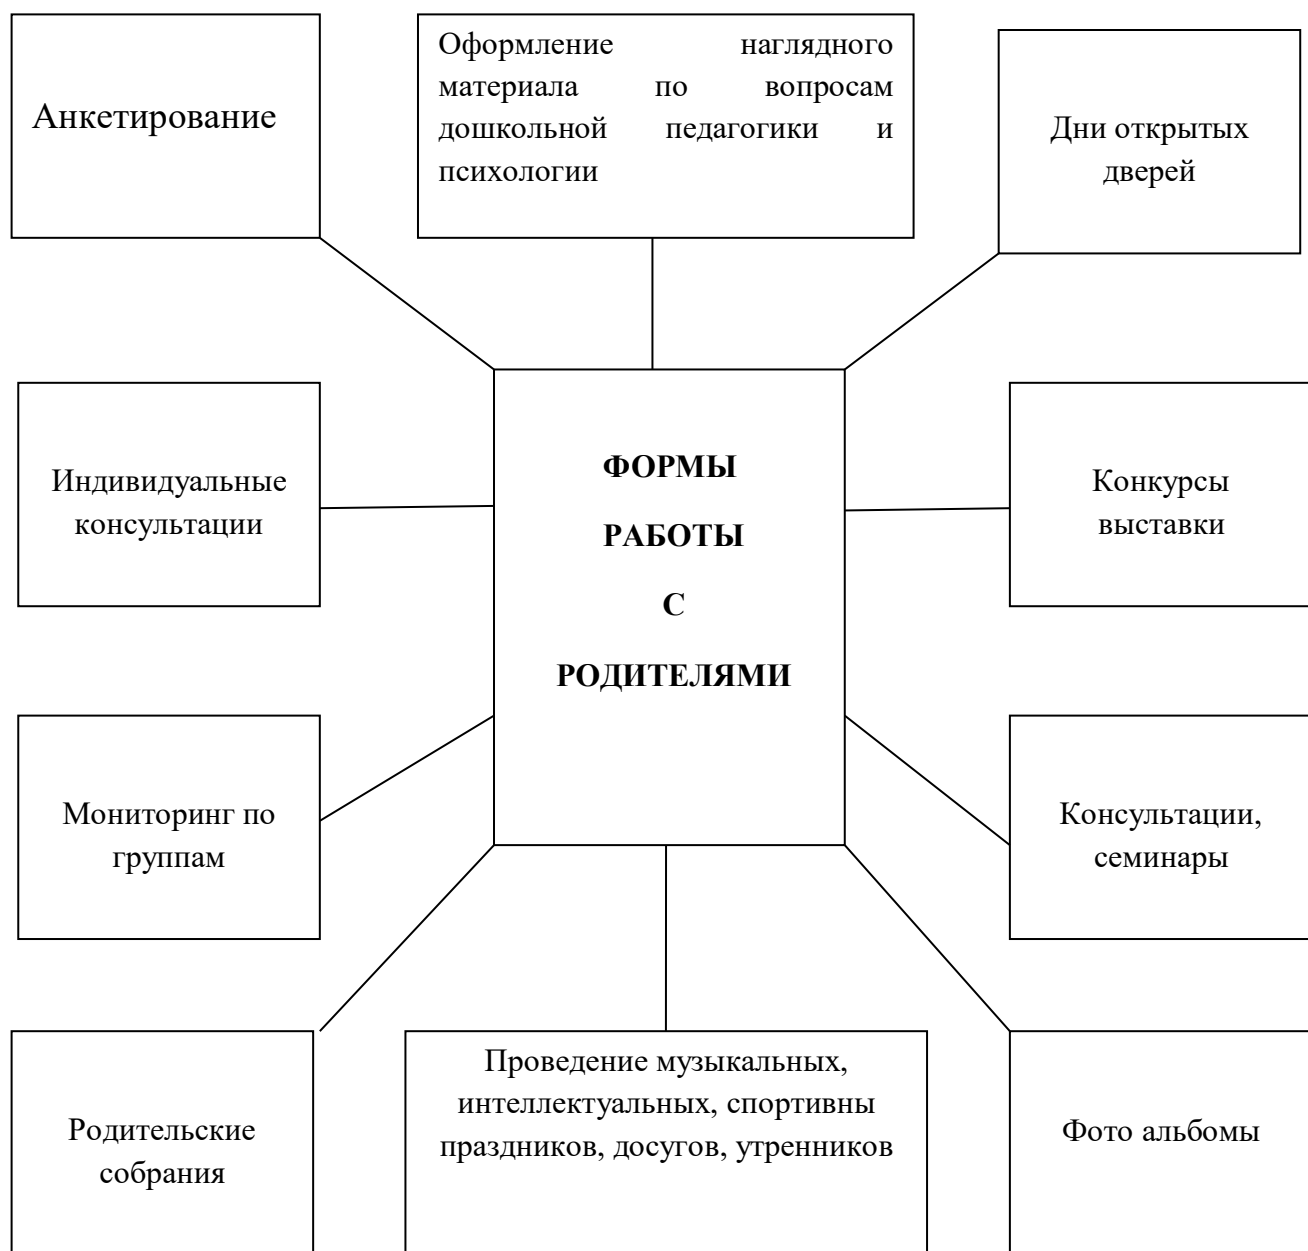 Анкетирование
Оформление наглядного
материала по вопросам
дошкольной педагогики и
психологии
Дни открытых
дверей
Индивидуальные
консультации
ФОРМЫ
РАБОТЫ
С
РОДИТЕЛЯМИ
Конкурсы
выставки
Мониторинг по
группам
Консультации,
семинары
Родительские
собрания
Проведение музыкальных,
интеллектуальных, спортивны
праздников, досугов, утренников
Фото альбомы